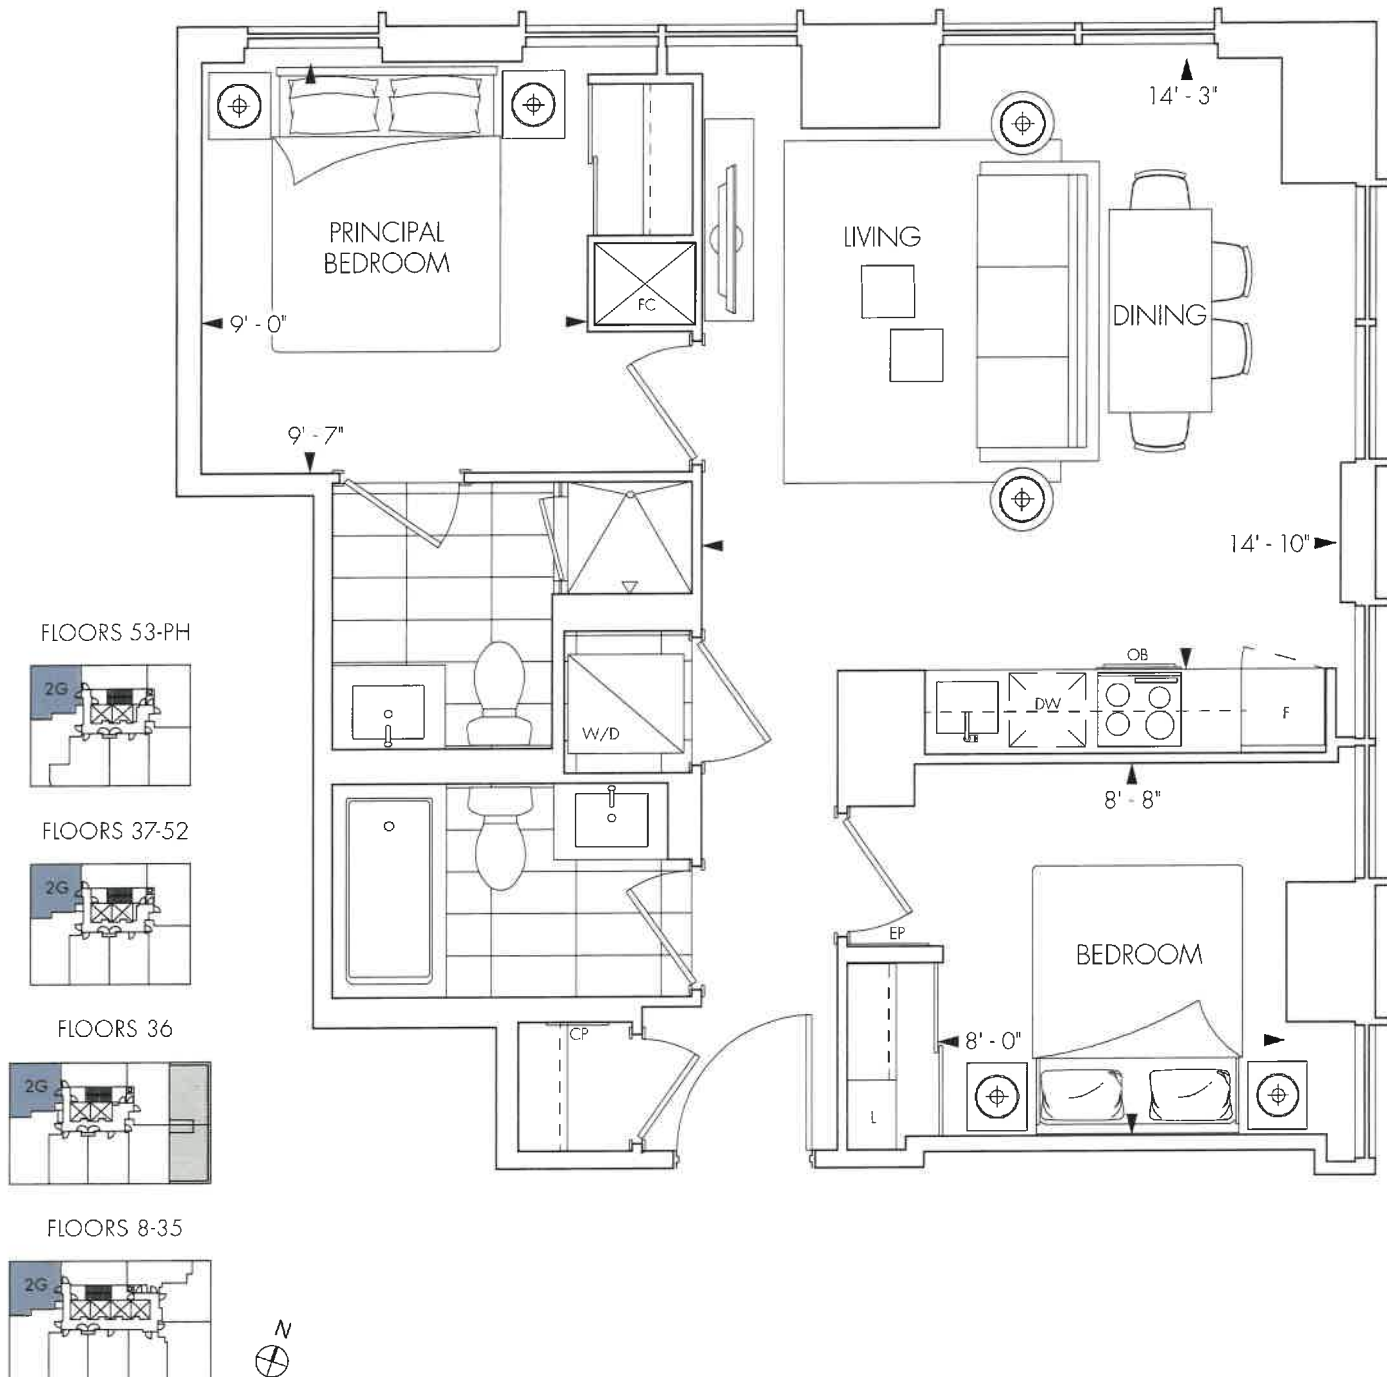 14' - 3"
PRINCIPAL
BEDROOM
LIVING
FC
DINING
9' - 0"
9' - 7"
14' - 10"
FLOORS 53-PH
2G
OB
DW
F
W/D
8' - 8"
FLOORS 37-52
2G
EP
BEDROOM
FLOORS 36
2G
CP
8' - 0"
L
FLOORS 8-35
2G
N